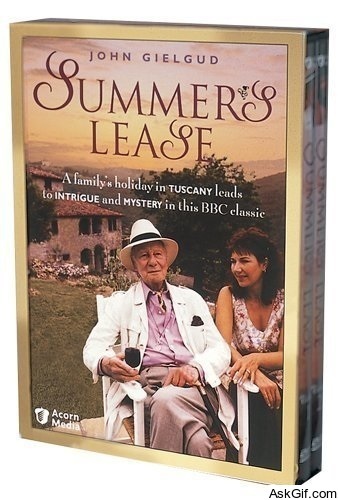 JOHN GIELGUD
SUMMER'S
LEASE
A family's holiday in TUSCANY leads
to INTRIGUE and MYSTERY in this BBC classic
Acorn
Media
AskGif.com